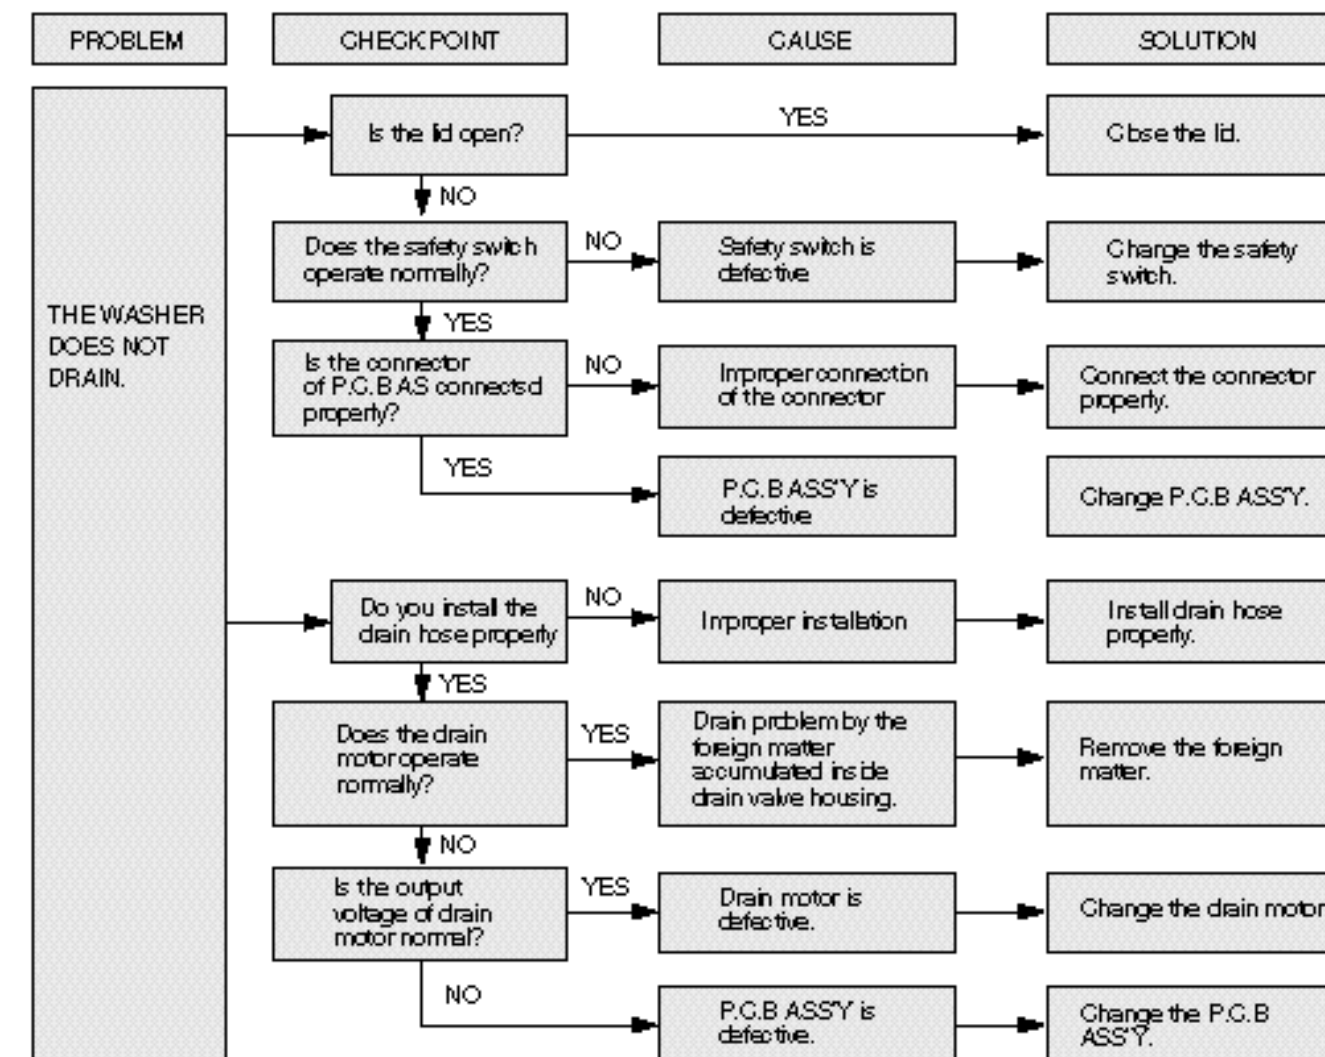 PROBLEM
CHECKPOINT
CAUSE
SOLUTION
THE WASHER
DOES NOT
DRAIN.
Is the lid open?
YES
Close the lid.
NO
Does the safety switch
operate normally?
NO
Safety switch is
defective
Change the safety
switch.
YES
Is the connector
of P.C.B AS connected
properly?
NO
Improper connection
of the connector
Connect the connector
properly.
YES
P.C.B ASS'Y is
defective
Change P.C.B ASS'Y.
Do you install the
drain hose properly
NO
Improper installation
Install drain hose
properly.
YES
Does the drain
motor operate
normally?
YES
Drain problem by the
foreign matter
accumulated inside
drain valve housing.
Remove the foreign
matter.
NO
Is the output
voltage of drain
motor normal?
YES
Drain motor is
defective.
Change the drain motor
NO
P.C.B ASS'Y is
defective.
Change the P.C.B
ASS'Y.